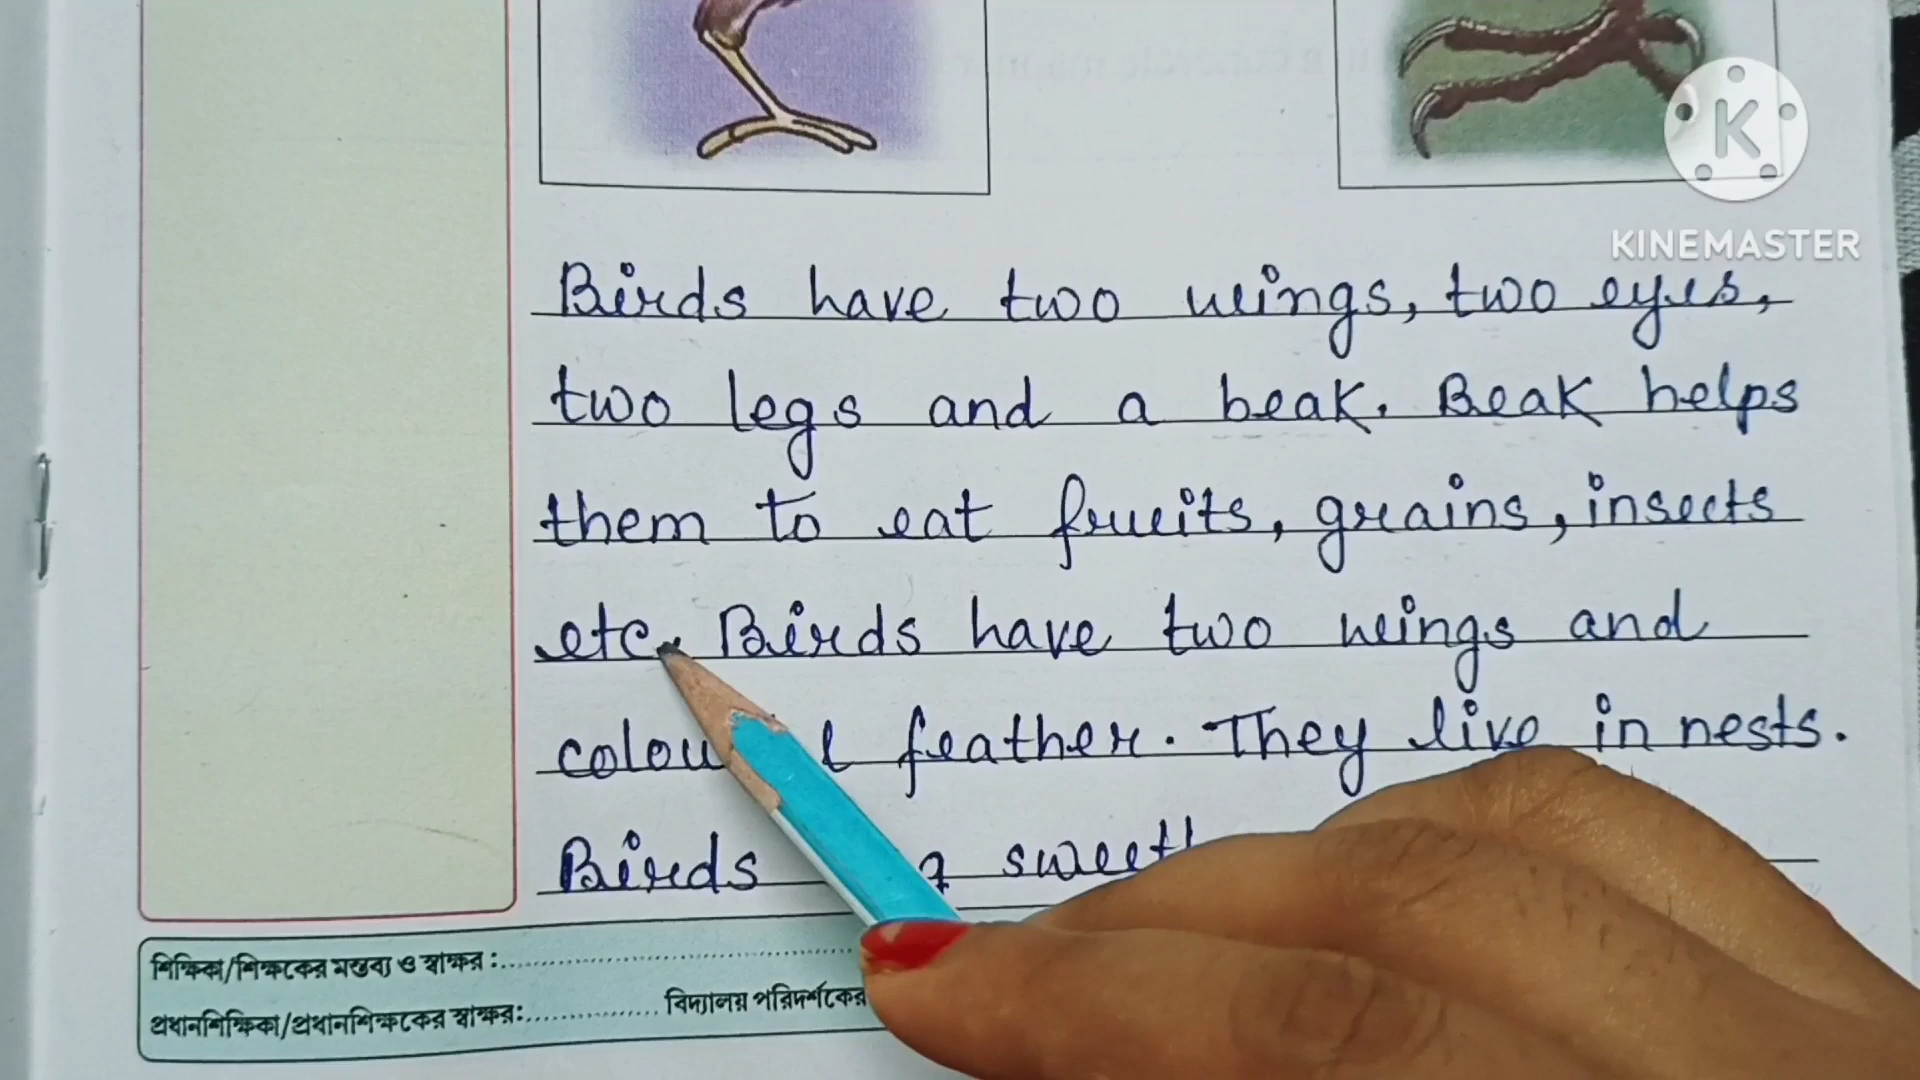 K
KINEMASTER
Birds have two wings, two eyes,
two legs and a beak. Beak helps
them to eat fruits, grains, insects
etc. Birds have two wings and
feather. They live in nests.
Birds
শিক্ষিকা/শিক্ষকের মন্তব্য ও স্বাক্ষর :
প্রধানশিক্ষিকা/প্রধানশিক্ষকের স্বাক্ষর: বিদ্যালয় পরিদর্শকের